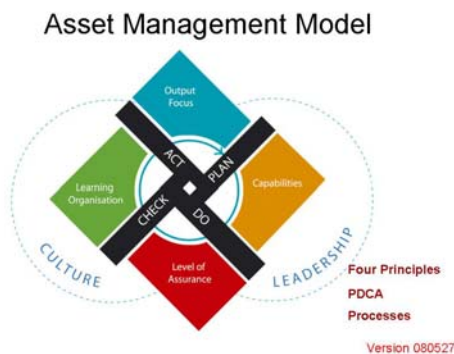 Asset Management Model
Output
Focus
ACT
PLAN
Learning
Organisation
Capabilities
CHECK
DO
Level of
Assurance
CULTURE
LEADERSHIP
Four Principles
PDCA
Processes
Version 080527